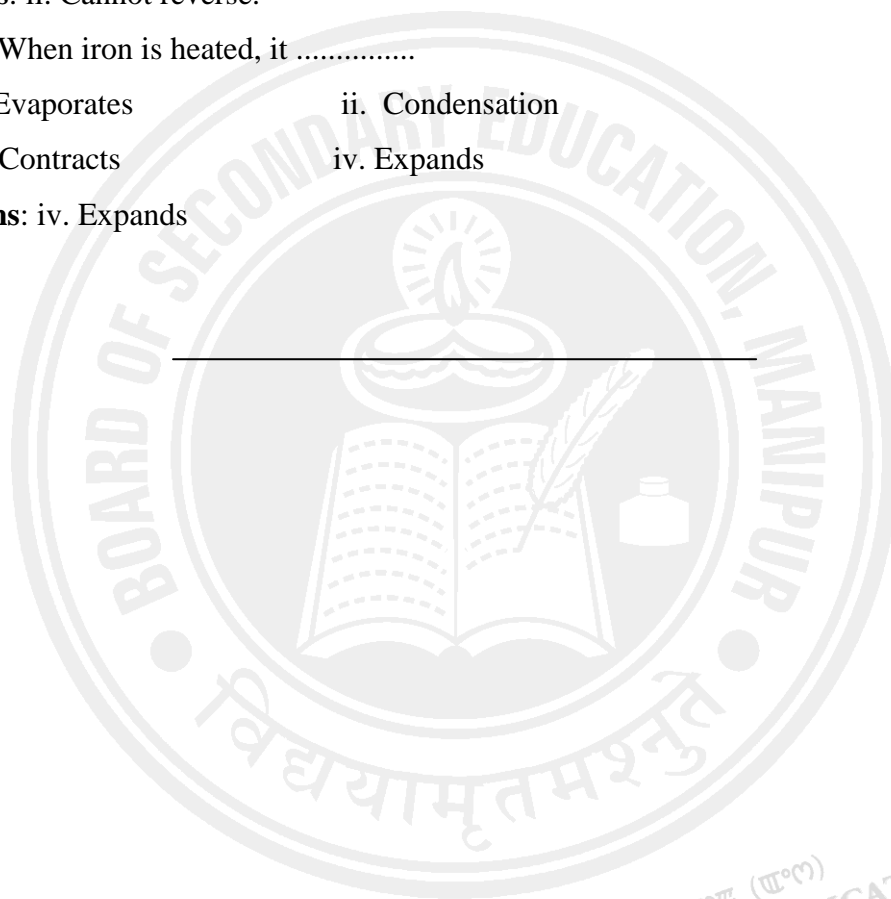 s. ii. Cannot reverse.
When iron is heated, it ...............
Evaporates ii. Condensation
Contracts iv. Expands
ns: iv. Expands
BOARD OF SECONDARY EDUCATION, MANIPUR
विद्ययामृतमश्नुते